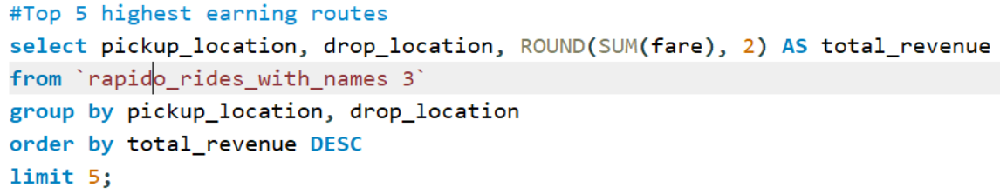 #Top 5 highest earning routes
select pickup_location, drop_location, ROUND(SUM(fare), 2) AS total_revenue
from `rapido_rides_with_names 3`
group by pickup_location, drop_location
order by total_revenue DESC
limit 5;